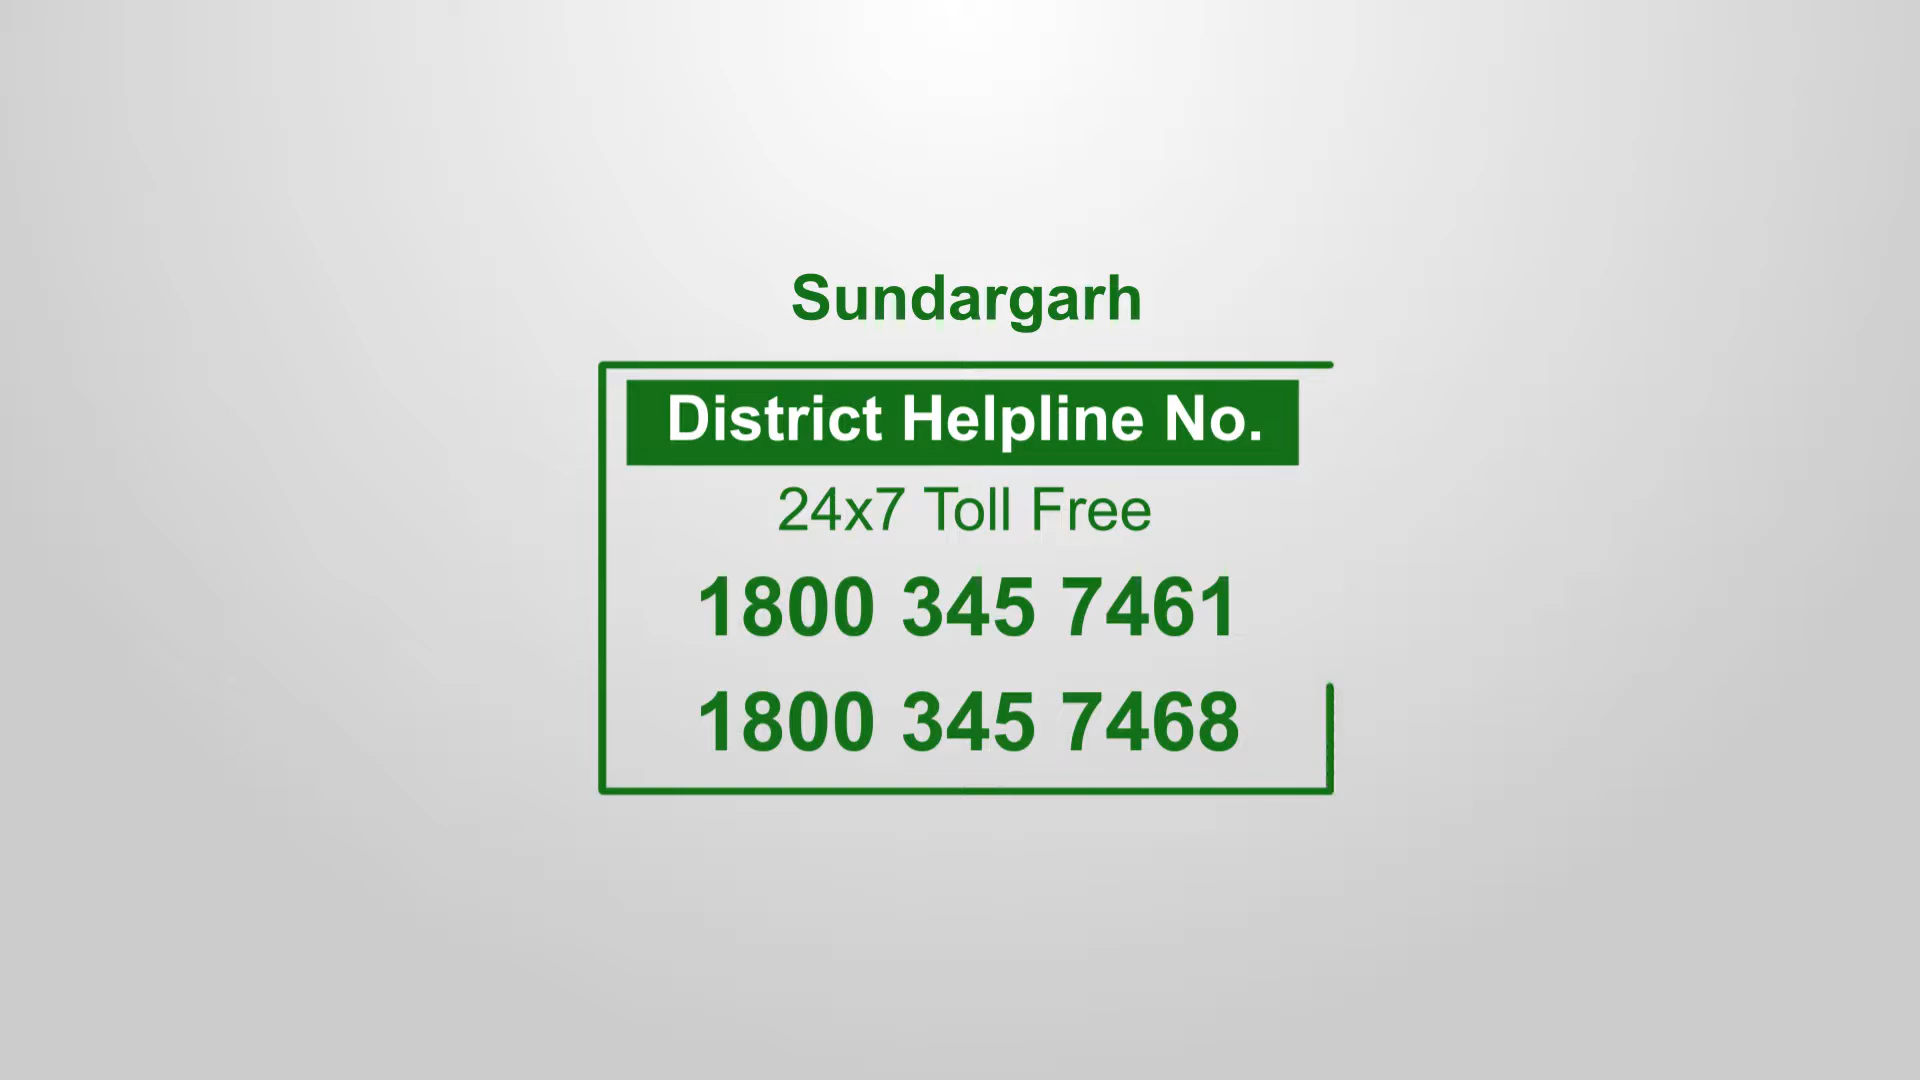 Sundargarh
District Helpline No.
24x7 Toll Free
1800 345 7461
1800 345 7468